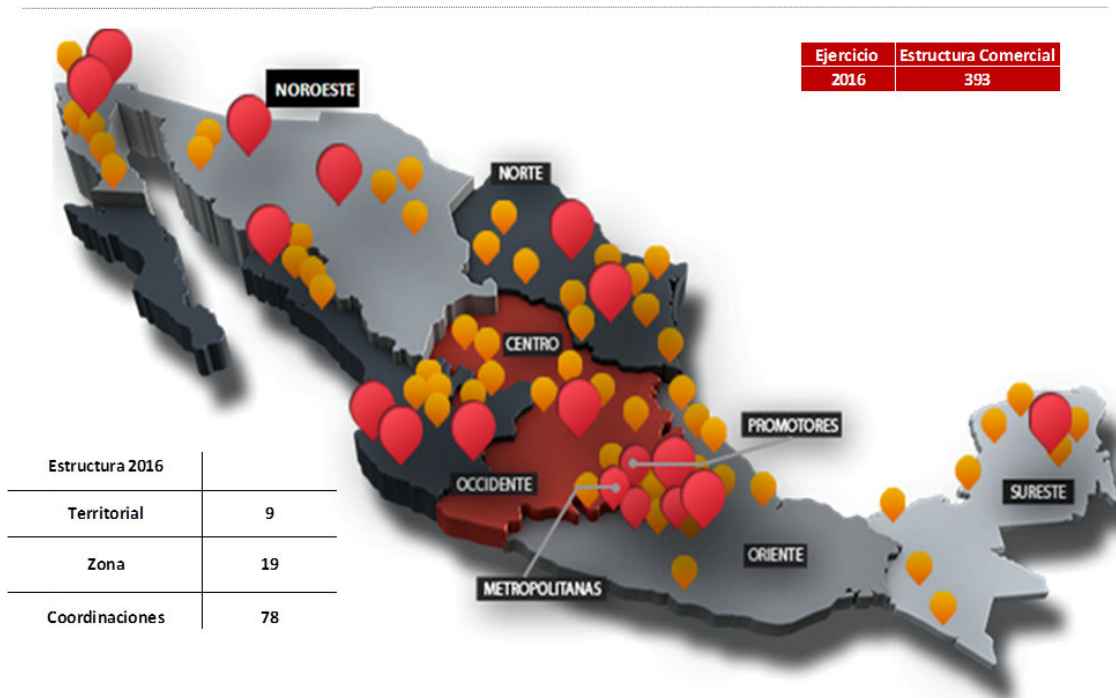 Ejercicio Estructura Comercial
2016 393
NOROESTE
NORTE
CENTRO
PROMOTORES
OCCIDENTE
SURESTE
ORIENTE
METROPOLITANAS
Estructura 2016
Territorial 9
Zona 19
Coordinaciones 78